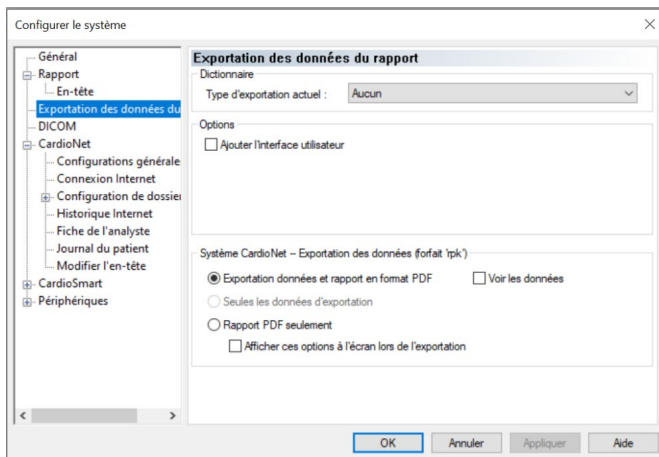 Configurer le système
Général
Rapport
En-tête
Exportation des données du
DICOM
CardioNet
Configurations générale
Connexion Internet
Configuration de dossier
Historique Internet
Fiche de l'analyste
Journal du patient
Modifier l'en-tête
CardioSmart
Périphériques
Exportation des données du rapport
Dictionnaire
Type d'exportation actuel : Aucun
Options
Ajouter l'interface utilisateur
Système CardioNet -- Exportation des données (forfait 'rpk')
Exportation données et rapport en format PDF Voir les données
Seules les données d'exportation
Rapport PDF seulement
Afficher ces options à l'écran lors de l'exportation
OK Annuler Appliquer Aide